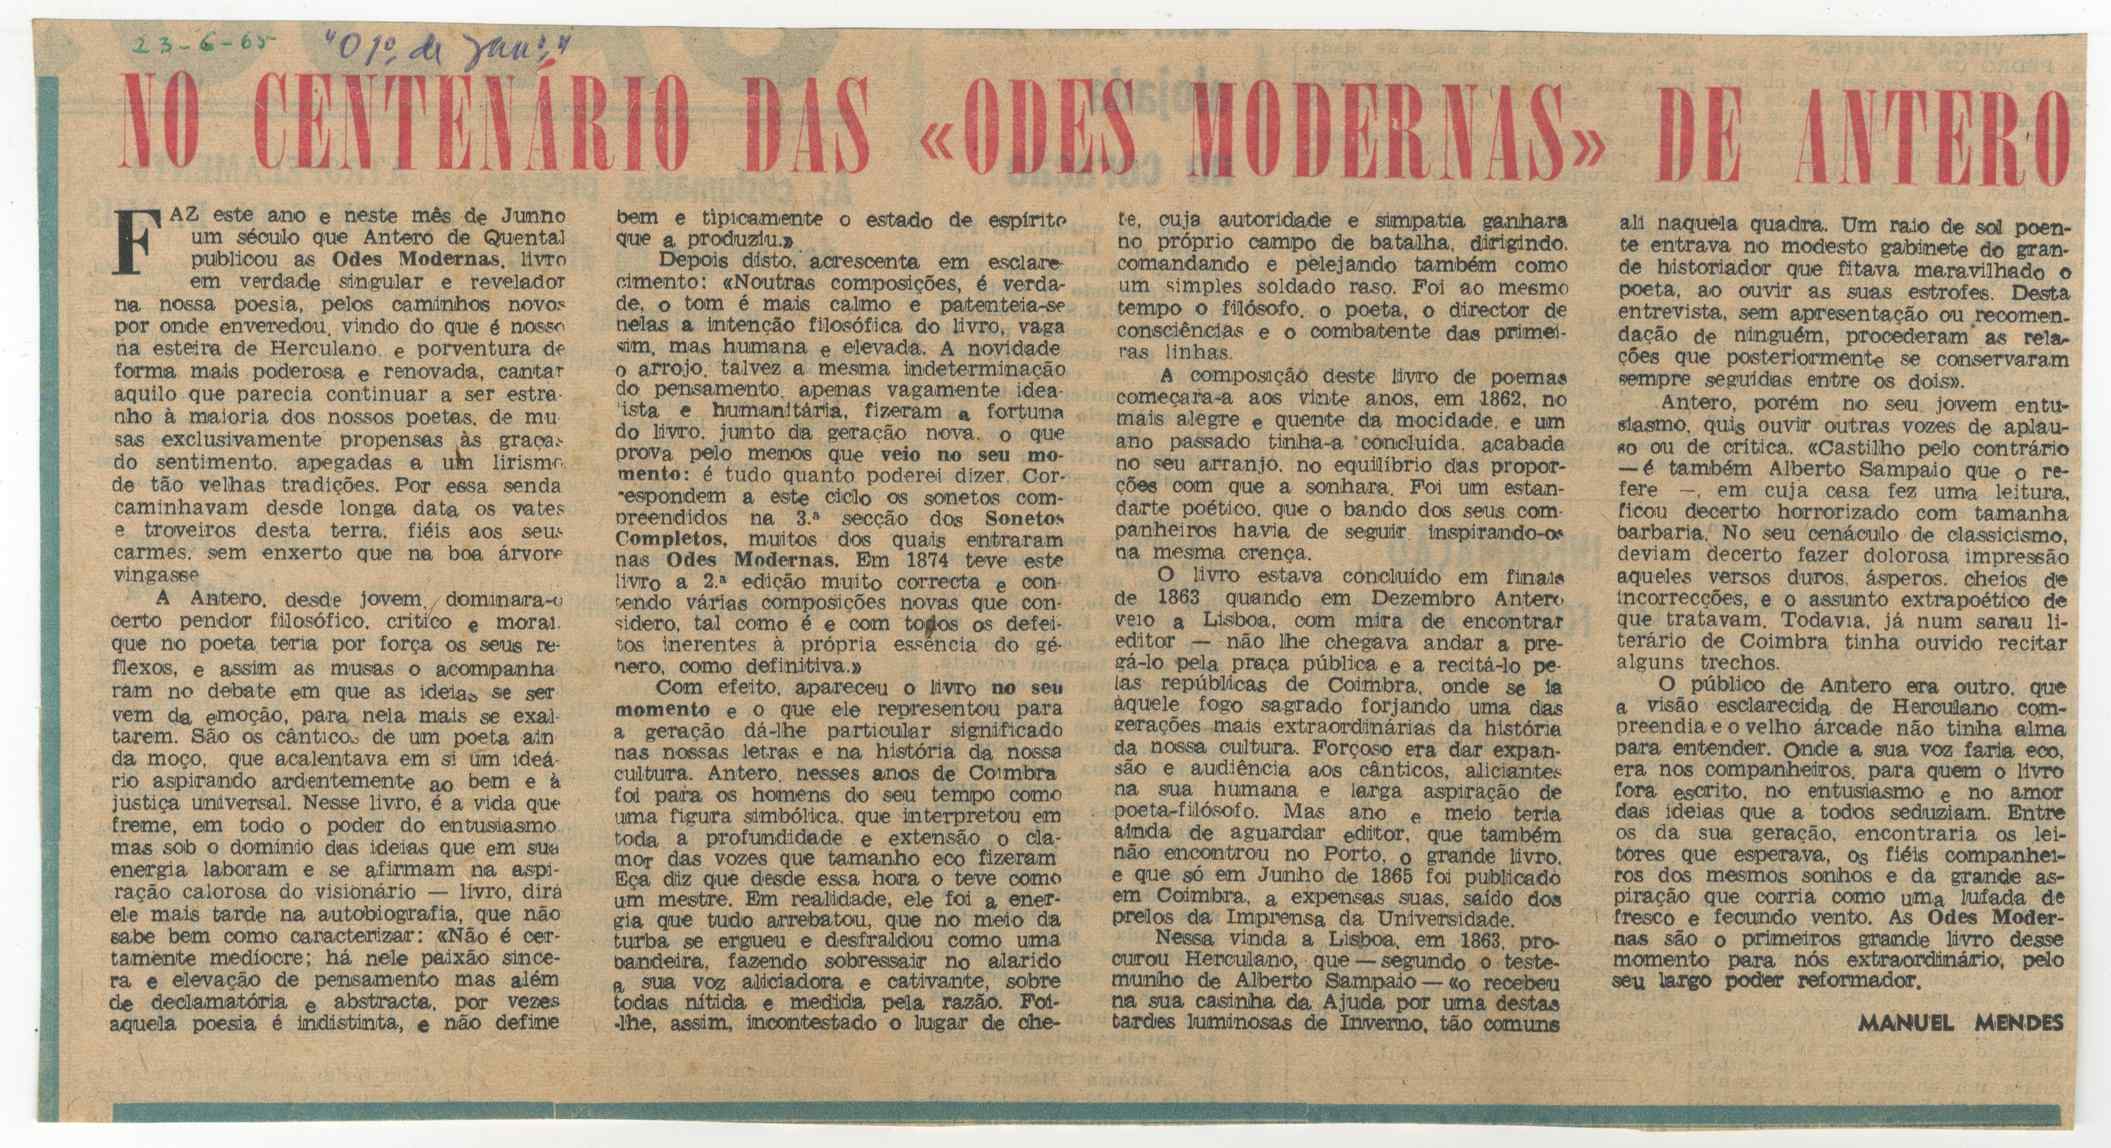 23-6-65 "O 1º. de Jan.º"
NO CENTENÁRIO DAS «ODES MODERNAS» DE ANTERO
FAZ este ano e neste mês de Junho
um século que Antero de Quental
publicou as Odes Modernas, livro
em verdade singular e revelador
na nossa poesia, pelos caminhos novos
por onde enveredou, vindo do que é nosso
na esteira de Herculano, e porventura de
forma mais poderosa e renovada, cantar
aquilo que parecia continuar a ser estra-
nho à maioria dos nossos poetas, de mu-
sas exclusivamente propensas às graças
do sentimento, apegadas a um lirismo
de tão velhas tradições. Por essa senda
caminhavam desde longa data os vates
e troveiros desta terra, fiéis aos seus
carmes, sem enxerto que na boa árvore
vingasse
A Antero, desde jovem, dominara-o
certo pendor filosófico, crítico e moral,
que no poeta teria por força os seus re-
flexos, e assim as musas o acompanha
ram no debate em que as ideias se ser
vem da emoção, para nela mais se exal-
tarem. São os cânticos de um poeta ain
da moço, que acalentava em si um ideá-
rio aspirando ardentemente ao bem e à
justiça universal. Nesse livro, é a vida que
freme, em todo o poder do entusiasmo
mas sob o domínio das ideias que em sua
energia laboram e se afirmam na aspi-
ração calorosa do visionário — livro, dirá
ele mais tarde na autobiografia, que não
sabe bem como caracterizar: «Não é cer-
tamente medíocre; há nele paixão since-
ra e elevação de pensamento mas além
de declamatória e abstracta, por vezes
aquela poesia é indistinta, e não define
bem e tipicamente o estado de espírito
que a produziu.»
Depois disto, acrescenta em esclare-
cimento: «Noutras composições, é verda-
de, o tom é mais calmo e patenteia-se
nelas a intenção filosófica do livro, vaga
sim, mas humana e elevada. A novidade
o arrojo, talvez a mesma indeterminação
do pensamento, apenas vagamente idea-
lista e humanitária, fizeram a fortuna
do livro, junto da geração nova, o que
prova pelo menos que veio no seu mo-
mento: é tudo quanto poderei dizer. Cor-
respondem a este ciclo os sonetos com-
preendidos na 3.ª secção dos Sonetos
Completos, muitos dos quais entraram
nas Odes Modernas. Em 1874 teve este
livro a 2.ª edição muito correcta e con-
tendo várias composições novas que con-
sidero, tal como é e com todos os defei-
tos inerentes à própria essência do gé-
nero, como definitiva.»
Com efeito, apareceu o livro no seu
momento e o que ele representou para
a geração dá-lhe particular significado
nas nossas letras e na história da nossa
cultura. Antero, nesses anos de Coimbra
foi para os homens do seu tempo como
uma figura simbólica, que interpretou em
toda a profundidade e extensão o cla-
mor das vozes que tamanho eco fizeram
Eça diz que desde essa hora o teve como
um mestre. Em realidade, ele foi a ener-
gia que tudo arrebatou, que no meio da
turba se ergueu e desfraldou como uma
bandeira, fazendo sobressair no alarido
a sua voz aliciadora e cativante, sobre
todas nítida e medida pela razão. Foi-
-lhe, assim, incontestado o lugar de che-
fe, cuja autoridade e simpatia ganhara
no próprio campo de batalha, dirigindo,
comandando e pelejando também como
um simples soldado raso. Foi ao mesmo
tempo o filósofo, o poeta, o director de
consciências e o combatente das primei-
ras linhas.
A composição deste livro de poemas
começara-a aos vinte anos, em 1862, no
mais alegre e quente da mocidade, e um
ano passado tinha-a concluída, acabada
no seu arranjo, no equilíbrio das propor-
ções com que a sonhara. Foi um estan-
darte poético, que o bando dos seus com-
panheiros havia de seguir inspirando-os
na mesma crença.
O livro estava concluído em finais
de 1863 quando em Dezembro Antero
veio a Lisboa, com mira de encontrar
editor — não lhe chegava andar a pre-
gá-lo pela praça pública e a recitá-lo pe-
las repúblicas de Coimbra, onde se ia
àquele fogo sagrado forjando uma das
gerações mais extraordinárias da história
da nossa cultura. Forçoso era dar expan-
são e audiência aos cânticos, aliciantes
na sua humana e larga aspiração de
poeta-filósofo. Mas ano e meio teria
ainda de aguardar editor, que também
não encontrou no Porto, o grande livro,
e que só em Junho de 1865 foi publicado
em Coimbra, a expensas suas, saído dos
prelos da Imprensa da Universidade.
Nessa vinda a Lisboa, em 1863, pro-
curou Herculano, que — segundo o teste-
munho de Alberto Sampaio — «o recebeu
na sua casinha da Ajuda por uma destas
tardes luminosas de Inverno, tão comuns
ali naquela quadra. Um raio de sol poen-
te entrava no modesto gabinete do gran-
de historiador que fitava maravilhado o
poeta, ao ouvir as suas estrofes. Desta
entrevista, sem apresentação ou recomen-
dação de ninguém, procederam as rela-
ções que posteriormente se conservaram
sempre seguidas entre os dois».
Antero, porém no seu jovem entu-
siasmo, quis ouvir outras vozes de aplau-
so ou de crítica. «Castilho pelo contrário
— é também Alberto Sampaio que o re-
fere —, em cuja casa fez uma leitura,
ficou decerto horrorizado com tamanha
barbaria. No seu cenáculo de classicismo,
deviam decerto fazer dolorosa impressão
aqueles versos duros, ásperos, cheios de
incorrecções, e o assunto extrapoético de
que tratavam. Todavia, já num sarau li-
terário de Coimbra tinha ouvido recitar
alguns trechos.
O público de Antero era outro, que
a visão esclarecida de Herculano com-
preendia e o velho árcade não tinha alma
para entender. Onde a sua voz faria eco,
era nos companheiros, para quem o livro
fora escrito, no entusiasmo e no amor
das ideias que a todos seduziam. Entre
os da sua geração, encontraria os lei-
tores que esperava, os fiéis companhei-
ros dos mesmos sonhos e da grande as-
piração que corria como uma lufada de
fresco e fecundo vento. As Odes Moder-
nas são o primeiros grande livro desse
momento para nós extraordinário, pelo
seu largo poder reformador.
MANUEL MENDES